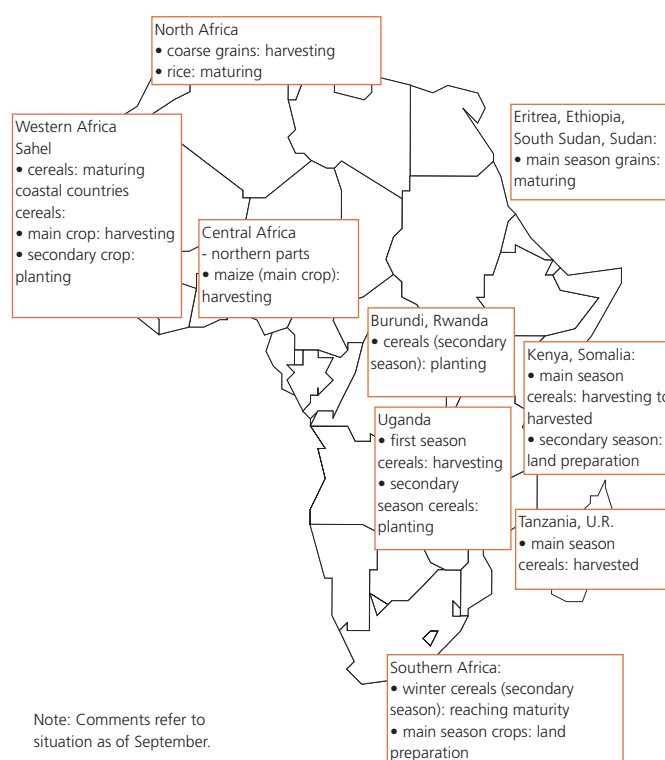 North Africa
• coarse grains: harvesting
• rice: maturing
Western Africa
Sahel
• cereals: maturing
coastal countries
cereals:
• main crop: harvesting
• secondary crop:
planting
Eritrea, Ethiopia,
South Sudan, Sudan:
• main season grains:
maturing
Central Africa
- northern parts
• maize (main crop):
harvesting
Burundi, Rwanda
• cereals (secondary
season): planting
Kenya, Somalia:
• main season
cereals: harvesting to
harvested
• secondary season:
land preparation
Uganda
• first season
cereals: harvesting
• secondary
season cereals:
planting
Tanzania, U.R.
• main season
cereals: harvested
Southern Africa:
• winter cereals (secondary
season): reaching maturity
• main season crops: land
preparation
Note: Comments refer to
situation as of September.